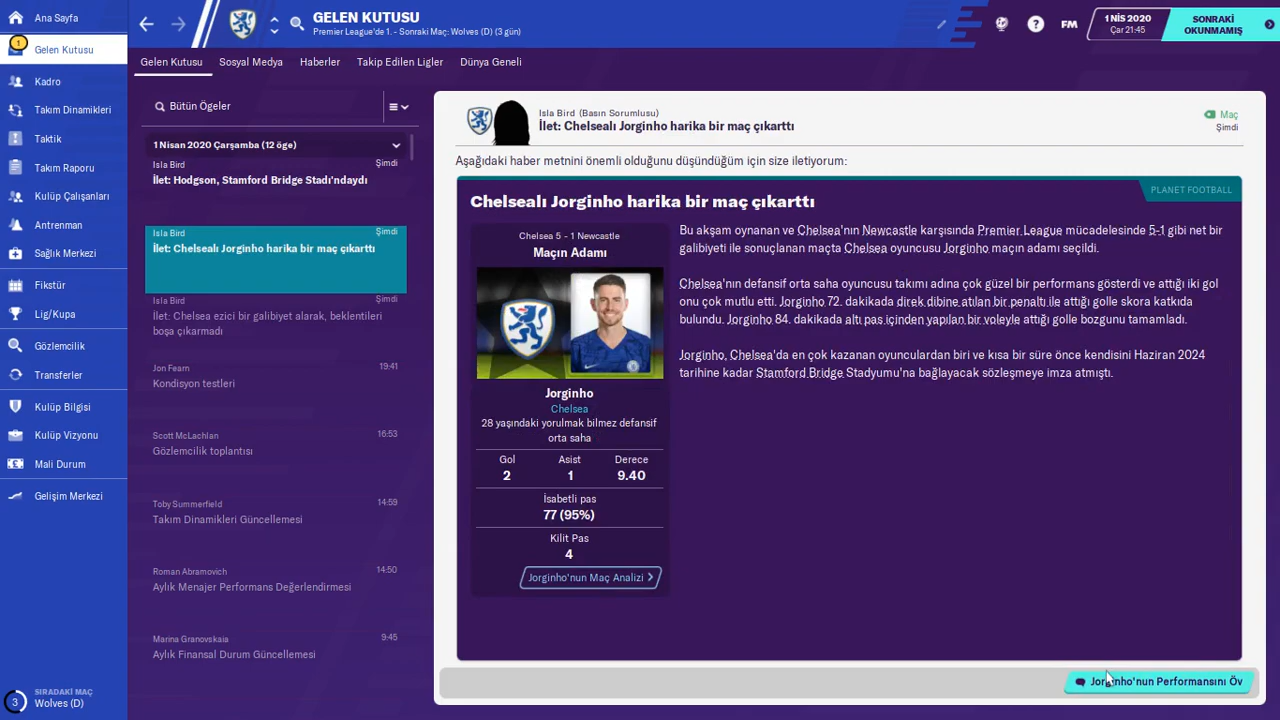 Ana Sayfa
1
Gelen Kutusu
Kadro
Takım Dinamikleri
Taktik
Takım Raporu
Kulüp Çalışanları
Antrenman
Sağlık Merkezi
Fikstür
Lig/Kupa
Gözlemcilik
Transferler
Kulüp Bilgisi
Kulüp Vizyonu
Mali Durum
Gelişim Merkezi
3
SIRADAKİ MAÇ
Wolves (D)
GELEN KUTUSU
Premier League'de 1. - Sonraki Maç: Wolves (D) (3 gün)
?
FM
1 NİS 2020
Çar 21:45
SONRAKİ
OKUNMAMIŞ
Gelen Kutusu
Sosyal Medya
Haberler
Takip Edilen Ligler
Dünya Geneli
Bütün Ögeler
1 Nisan 2020 Çarşamba (12 öge)
Isla Bird
Şimdi
İlet: Hodgson, Stamford Bridge Stadı'ndaydı
Isla Bird
Şimdi
İlet: Chelsealı Jorginho harika bir maç çıkarttı
Isla Bird
Şimdi
İlet: Chelsea ezici bir galibiyet alarak, beklentileri
boşa çıkarmadı
Jon Fearn
19:41
Kondisyon testleri
Scott McLachlan
16:53
Gözlemcilik toplantısı
Toby Summerfield
14:59
Takım Dinamikleri Güncellemesi
Roman Abramovich
14:50
Aylık Menajer Performans Değerlendirmesi
Marina Granovskaia
9:45
Aylık Finansal Durum Güncellemesi
Isla Bird (Basın Sorumlusu)
İlet: Chelsealı Jorginho harika bir maç çıkarttı
Maç
Şimdi
Aşağıdaki haber metnini önemli olduğunu düşündüğüm için size iletiyorum:
PLANET FOOTBALL
Chelsealı Jorginho harika bir maç çıkarttı
Chelsea 5 - 1 Newcastle
Maçın Adamı
Jorginho
Chelsea
28 yaşındaki yorulmak bilmez defansif
orta saha
Gol
Asist
Derece
2
1
9.40
İsabetli pas
77 (95%)
Kilit Pas
4
Jorginho'nun Maç Analizi
Bu akşam oynanan ve Chelsea'nın Newcastle karşısında Premier League mücadelesinde 5-1 gibi net bir
galibiyeti ile sonuçlanan maçta Chelsea oyuncusu Jorginho maçın adamı seçildi.
Chelsea'nın defansif orta saha oyuncusu takımı adına çok güzel bir performans gösterdi ve attığı iki gol
onu çok mutlu etti. Jorginho 72. dakikada direk dibine atılan bir penaltı ile attığı golle skora katkıda
bulundu. Jorginho 84. dakikada altı pas içinden yapılan bir voleyle attığı golle bozgunu tamamladı.
Jorginho, Chelsea'da en çok kazanan oyunculardan biri ve kısa bir süre önce kendisini Haziran 2024
tarihine kadar Stamford Bridge Stadyumu'na bağlayacak sözleşmeye imza atmıştı.
Jorginho'nun Performansını Öv